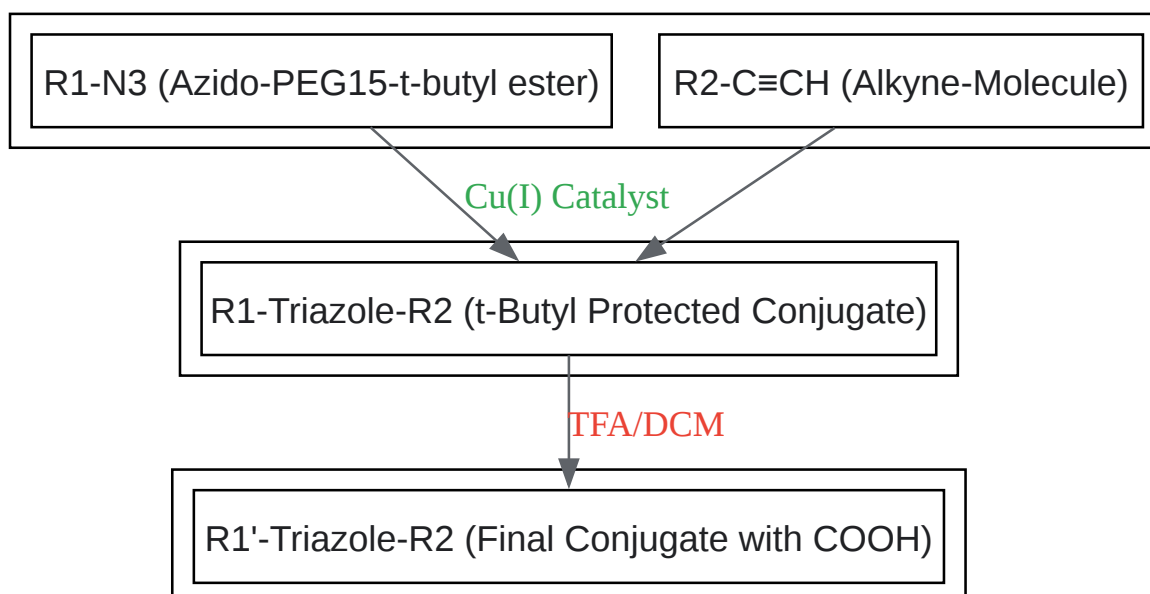 R1-N3 (Azido-PEG15-t-butyl ester)
R2-C≡CH (Alkyne-Molecule)
Cu(I) Catalyst
R1-Triazole-R2 (t-Butyl Protected Conjugate)
TFA/DCM
R1'-Triazole-R2 (Final Conjugate with COOH)